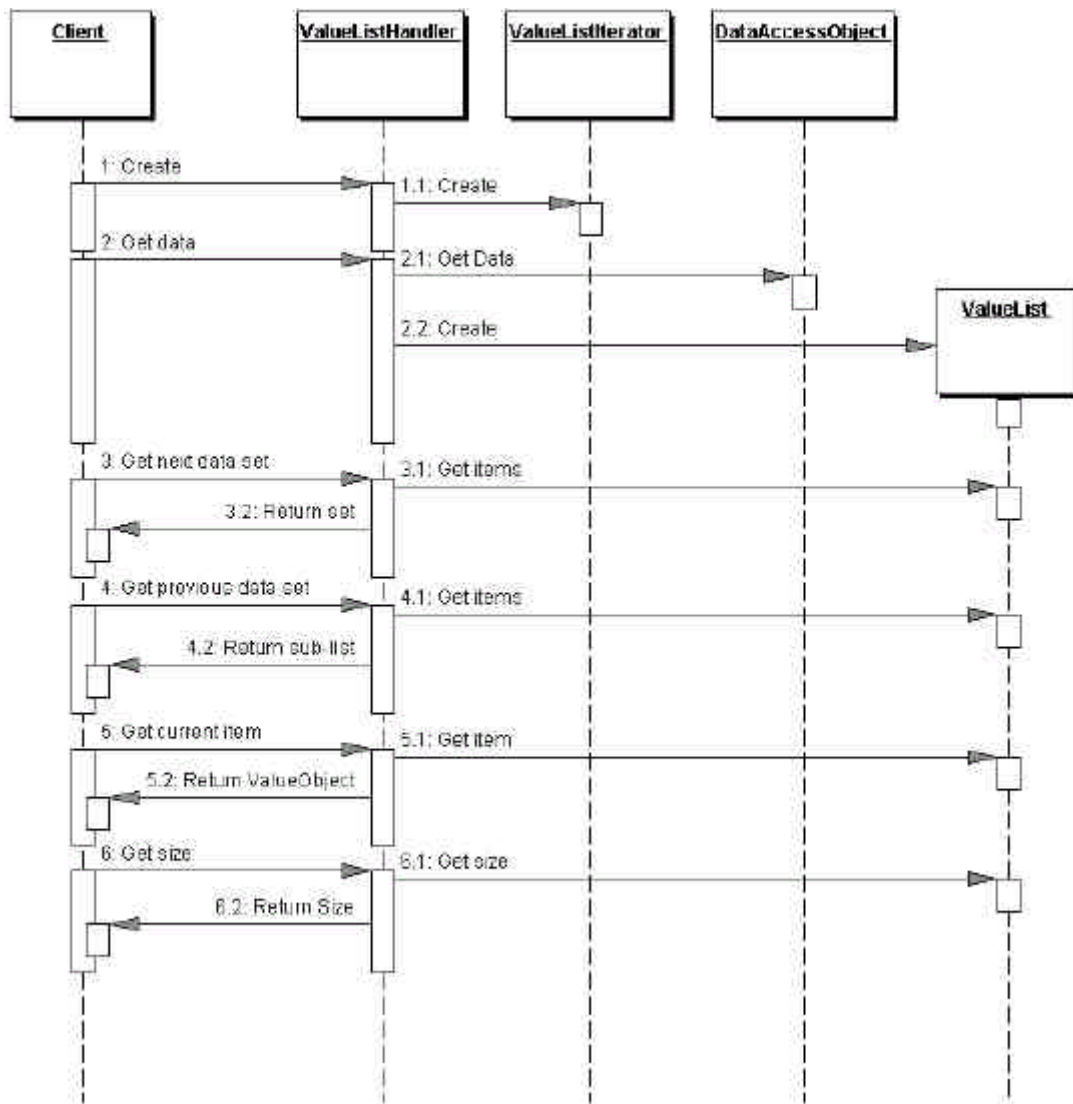 Client
ValueListHandler
ValueListIterator
DataAccessObject
1: Create
1.1: Create
2: Get data
2.1: Get Data
ValueList
2.2: Create
3: Get next data set
3.1: Get items
3.2: Return set
4: Get previous data set
4.1: Get items
4.2: Return sub-list
5: Get current item
5.1: Get item
5.2: Return ValueObject
6: Get size
6.1: Get size
6.2: Return Size